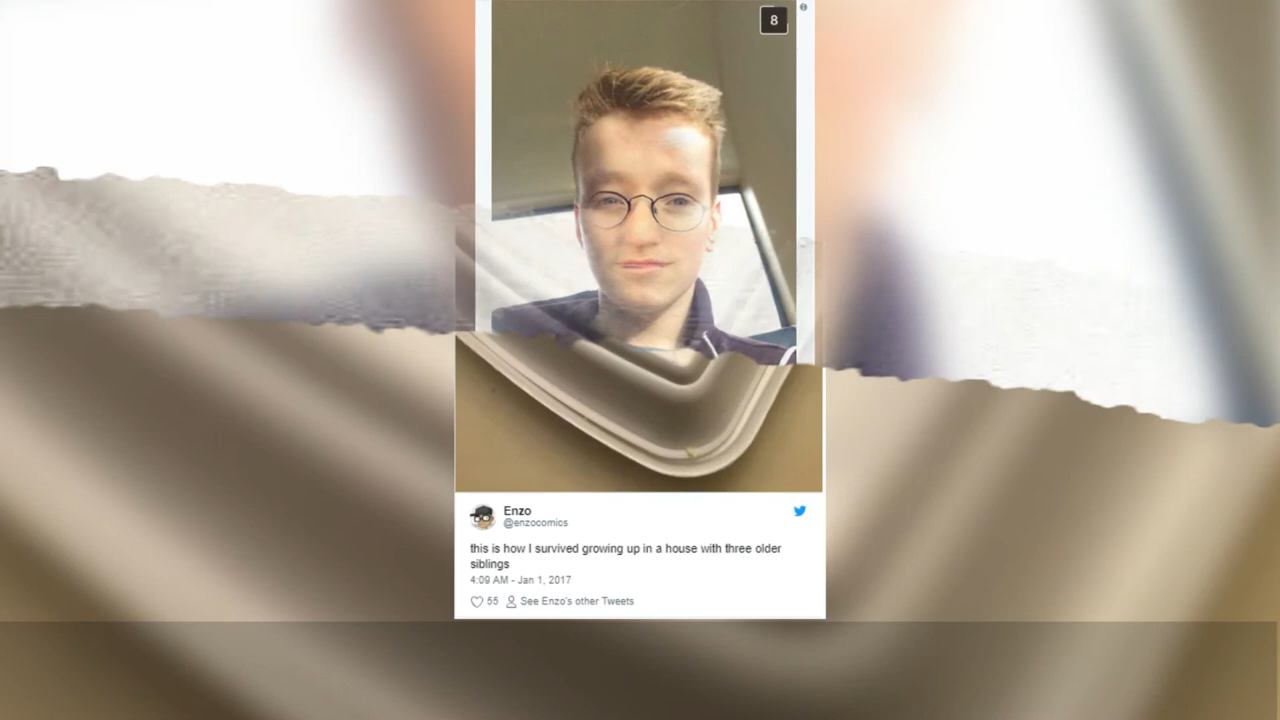 8
Enzo
@enzocomics
this is how I survived growing up in a house with three older
siblings
4:09 AM - Jan 1, 2017
55 See Enzo's other Tweets